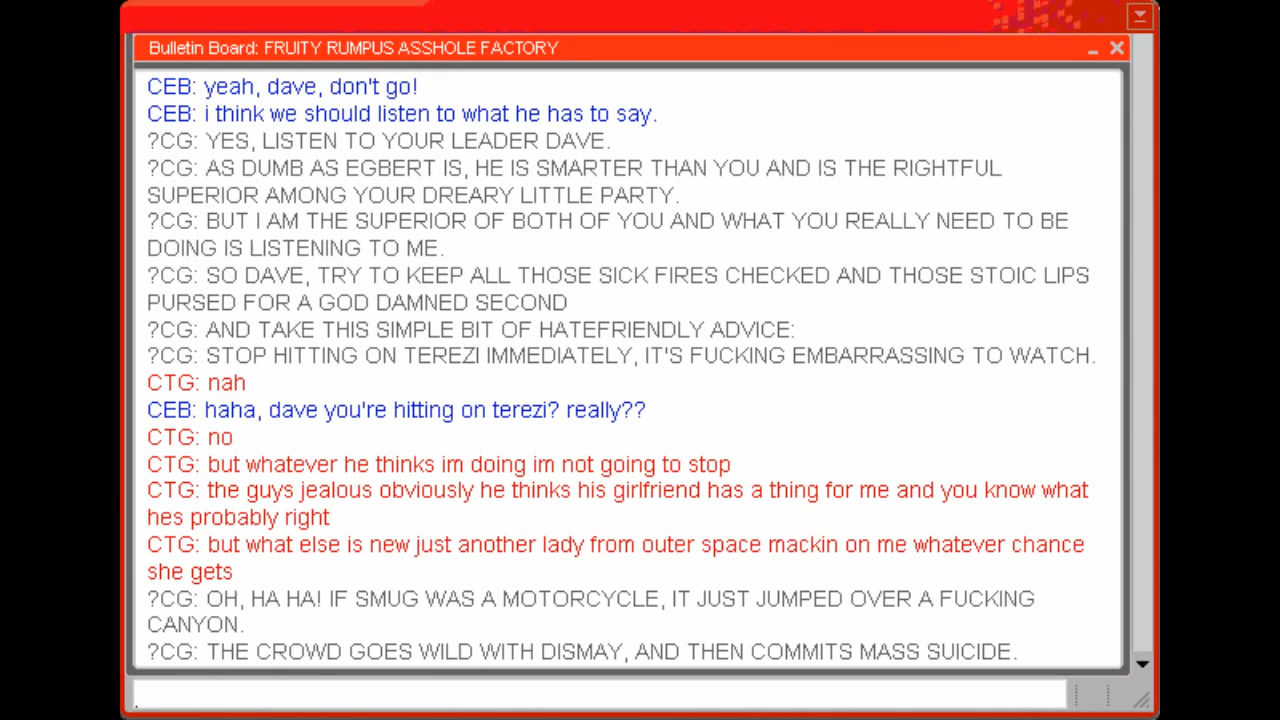 Bulletin Board: FRUITY RUMPUS ASSHOLE FACTORY
CEB: yeah, dave, don't go!
CEB: i think we should listen to what he has to say.
?CG: YES, LISTEN TO YOUR LEADER DAVE.
?CG: AS DUMB AS EGBERT IS, HE IS SMARTER THAN YOU AND IS THE RIGHTFUL
SUPERIOR AMONG YOUR DREARY LITTLE PARTY.
?CG: BUT I AM THE SUPERIOR OF BOTH OF YOU AND WHAT YOU REALLY NEED TO BE
DOING IS LISTENING TO ME.
?CG: SO DAVE, TRY TO KEEP ALL THOSE SICK FIRES CHECKED AND THOSE STOIC LIPS
PURSED FOR A GOD DAMNED SECOND
?CG: AND TAKE THIS SIMPLE BIT OF HATEFRIENDLY ADVICE:
?CG: STOP HITTING ON TEREZI IMMEDIATELY, IT'S FUCKING EMBARRASSING TO WATCH.
CTG: nah
CEB: haha, dave you're hitting on terezi? really??
CTG: no
CTG: but whatever he thinks im doing im not going to stop
CTG: the guys jealous obviously he thinks his girlfriend has a thing for me and you know what
hes probably right
CTG: but what else is new just another lady from outer space mackin on me whatever chance
she gets
?CG: OH, HA HA! IF SMUG WAS A MOTORCYCLE, IT JUST JUMPED OVER A FUCKING
CANYON.
?CG: THE CROWD GOES WILD WITH DISMAY, AND THEN COMMITS MASS SUICIDE.